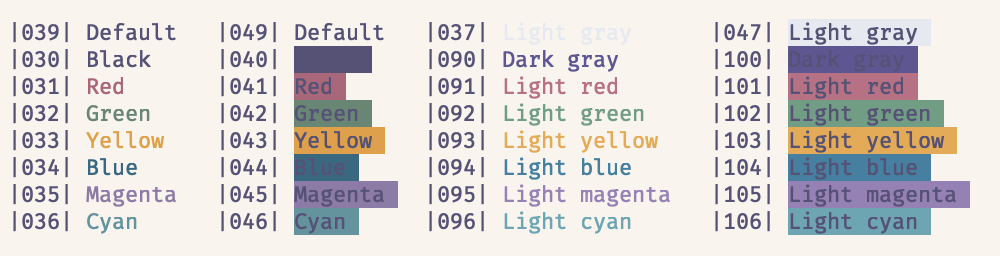 |039| Default |049| Default |037| Light gray |047| Light gray
|030| Black |040| |090| Dark gray |100| Dark gray
|031| Red |041| Red |091| Light red |101| Light red
|032| Green |042| Green |092| Light green |102| Light green
|033| Yellow |043| Yellow |093| Light yellow |103| Light yellow
|034| Blue |044| Blue |094| Light blue |104| Light blue
|035| Magenta |045| Magenta |095| Light magenta |105| Light magenta
|036| Cyan |046| Cyan |096| Light cyan |106| Light cyan